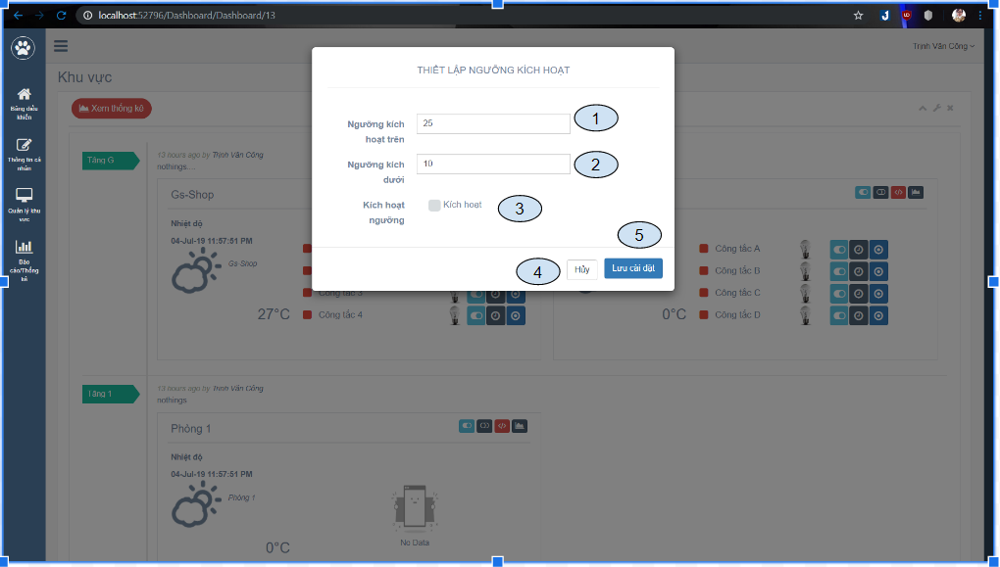 localhost:52796/Dashboard/Dashboard/13
Trịnh Văn Công
Khu vực
Bảng điều
khiển
Thông tin cá
nhân
Quản lý khu
vực
Báo
cáo/Thống
kê
Xem thống kê
THIẾT LẬP NGƯỠNG KÍCH HOẠT
Ngưỡng kích
hoạt trên
25
1
Ngưỡng kích
dưới
10
2
Kích hoạt
ngưỡng
Kích hoạt
3
4
Hủy
Lưu cài đặt
5
Tầng G
13 hours ago by Trịnh Văn Công
nothings...
Gs-Shop
Nhiệt độ
04-Jul-19 11:57:51 PM
Gs Shop
27°C
Công tắc 3
Công tắc 4
Công tắc A
Công tắc B
Công tắc C
Công tắc D
0°C
Tầng 1
13 hours ago by Trịnh Văn Công
nothings
Phòng 1
Nhiệt độ
04-Jul-19 11:57:51 PM
Phòng 1
0°C
No Data